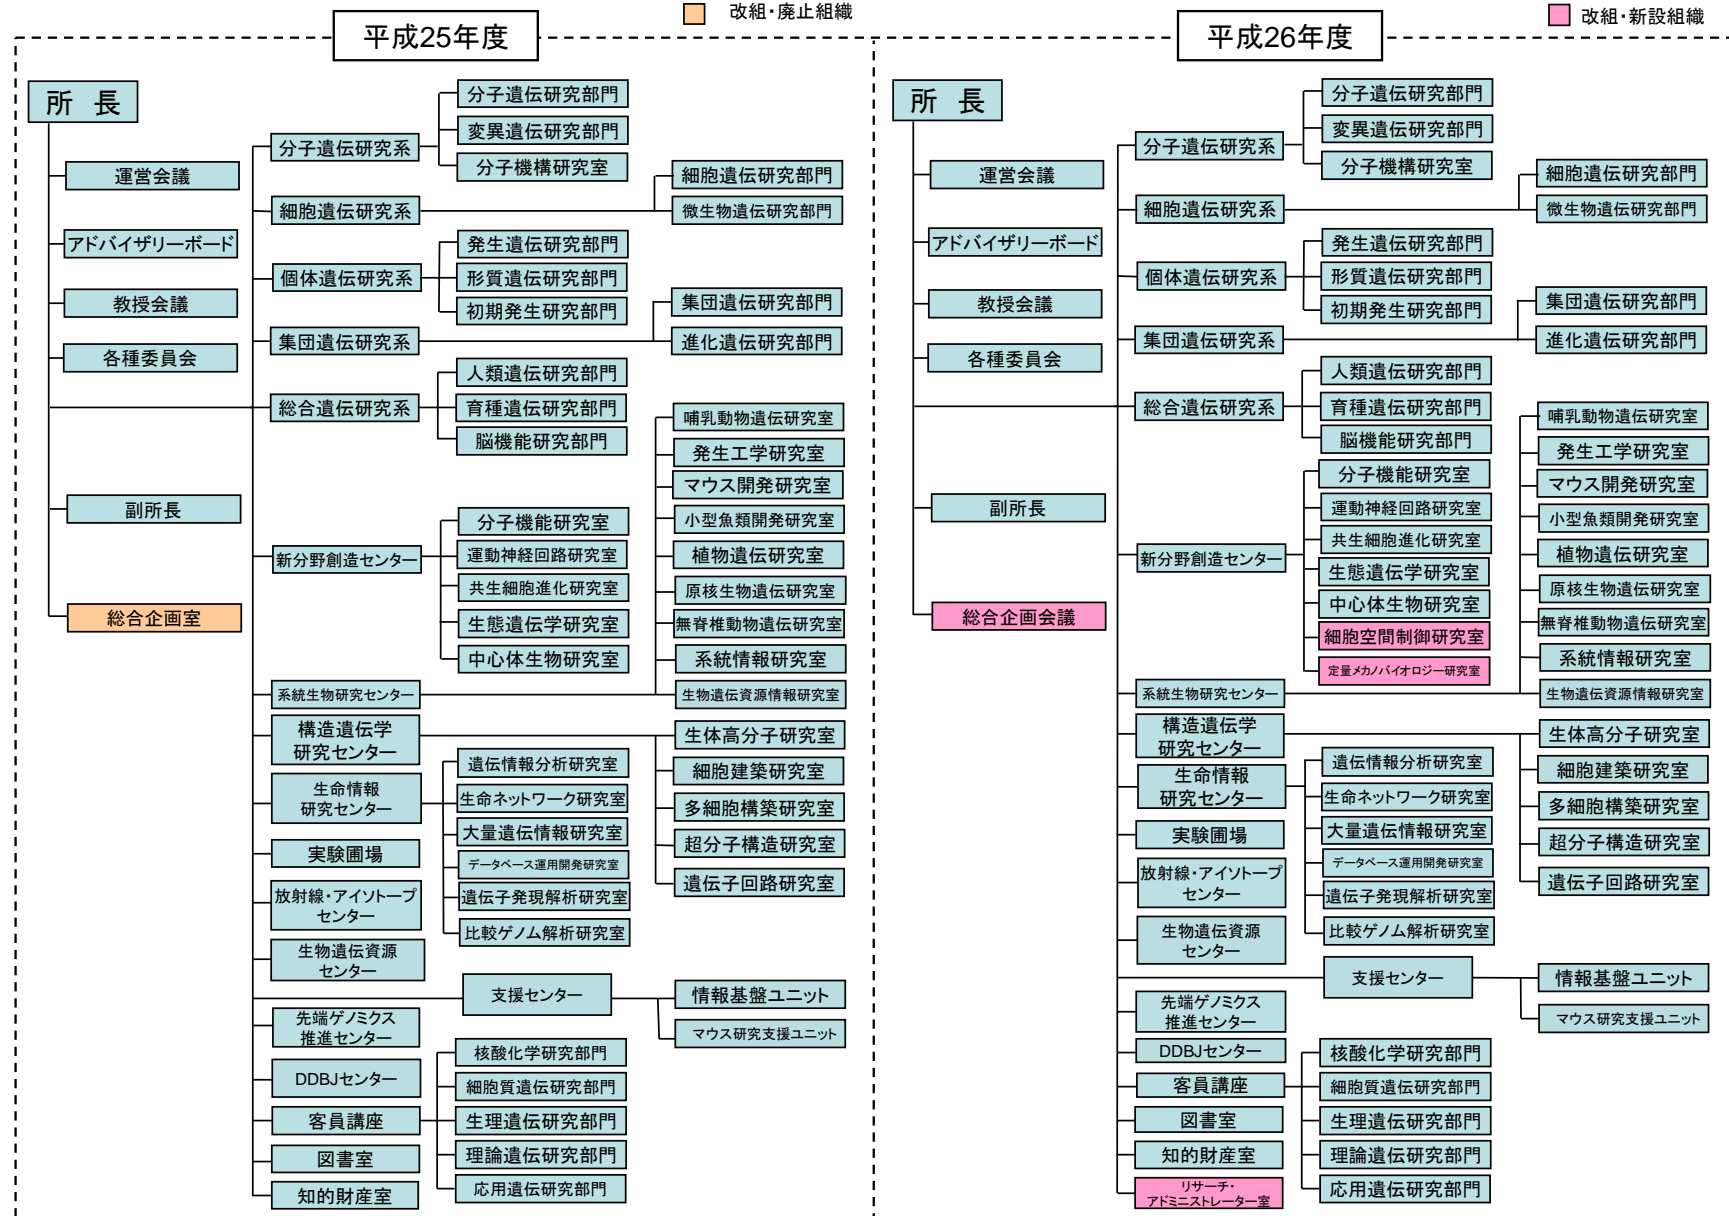 改組・廃止組織
平成25年度
所 長
運営会議
アドバイザリーボード
教授会議
各種委員会
副所長
総合企画室
分子遺伝研究系
分子遺伝研究部門
変異遺伝研究部門
分子機構研究室
細胞遺伝研究系
細胞遺伝研究部門
微生物遺伝研究部門
個体遺伝研究系
発生遺伝研究部門
形質遺伝研究部門
初期発生研究部門
集団遺伝研究系
集団遺伝研究部門
進化遺伝研究部門
総合遺伝研究系
人類遺伝研究部門
育種遺伝研究部門
脳機能研究部門
新分野創造センター
分子機能研究室
運動神経回路研究室
共生細胞進化研究室
生態遺伝学研究室
中心体生物研究室
系統生物研究センター
哺乳動物遺伝研究室
発生工学研究室
マウス開発研究室
小型魚類開発研究室
植物遺伝研究室
原核生物遺伝研究室
無脊椎動物遺伝研究室
系統情報研究室
生物遺伝資源情報研究室
構造遺伝学
研究センター
生体高分子研究室
細胞建築研究室
多細胞構築研究室
超分子構造研究室
遺伝子回路研究室
生命情報
研究センター
遺伝情報分析研究室
生命ネットワーク研究室
大量遺伝情報研究室
データベース運用開発研究室
遺伝子発現解析研究室
比較ゲノム解析研究室
実験圃場
放射線・アイソトープ
センター
生物遺伝資源
センター
支援センター
情報基盤ユニット
マウス研究支援ユニット
先端ゲノミクス
推進センター
DDBJセンター
客員講座
核酸化学研究部門
細胞質遺伝研究部門
生理遺伝研究部門
理論遺伝研究部門
応用遺伝研究部門
図書室
知的財産室
改組・新設組織
平成26年度
所 長
運営会議
アドバイザリーボード
教授会議
各種委員会
副所長
総合企画会議
分子遺伝研究系
分子遺伝研究部門
変異遺伝研究部門
分子機構研究室
細胞遺伝研究系
細胞遺伝研究部門
微生物遺伝研究部門
個体遺伝研究系
発生遺伝研究部門
形質遺伝研究部門
初期発生研究部門
集団遺伝研究系
集団遺伝研究部門
進化遺伝研究部門
総合遺伝研究系
人類遺伝研究部門
育種遺伝研究部門
脳機能研究部門
新分野創造センター
分子機能研究室
運動神経回路研究室
共生細胞進化研究室
生態遺伝学研究室
中心体生物研究室
細胞空間制御研究室
定量メカノバイオロジー研究室
系統生物研究センター
哺乳動物遺伝研究室
発生工学研究室
マウス開発研究室
小型魚類開発研究室
植物遺伝研究室
原核生物遺伝研究室
無脊椎動物遺伝研究室
系統情報研究室
生物遺伝資源情報研究室
構造遺伝学
研究センター
生体高分子研究室
細胞建築研究室
多細胞構築研究室
超分子構造研究室
遺伝子回路研究室
生命情報
研究センター
遺伝情報分析研究室
生命ネットワーク研究室
大量遺伝情報研究室
データベース運用開発研究室
遺伝子発現解析研究室
比較ゲノム解析研究室
実験圃場
放射線・アイソトープ
センター
生物遺伝資源
センター
支援センター
情報基盤ユニット
マウス研究支援ユニット
先端ゲノミクス
推進センター
DDBJセンター
客員講座
核酸化学研究部門
細胞質遺伝研究部門
生理遺伝研究部門
理論遺伝研究部門
応用遺伝研究部門
図書室
知的財産室
リサーチ・
アドミニストレーター室